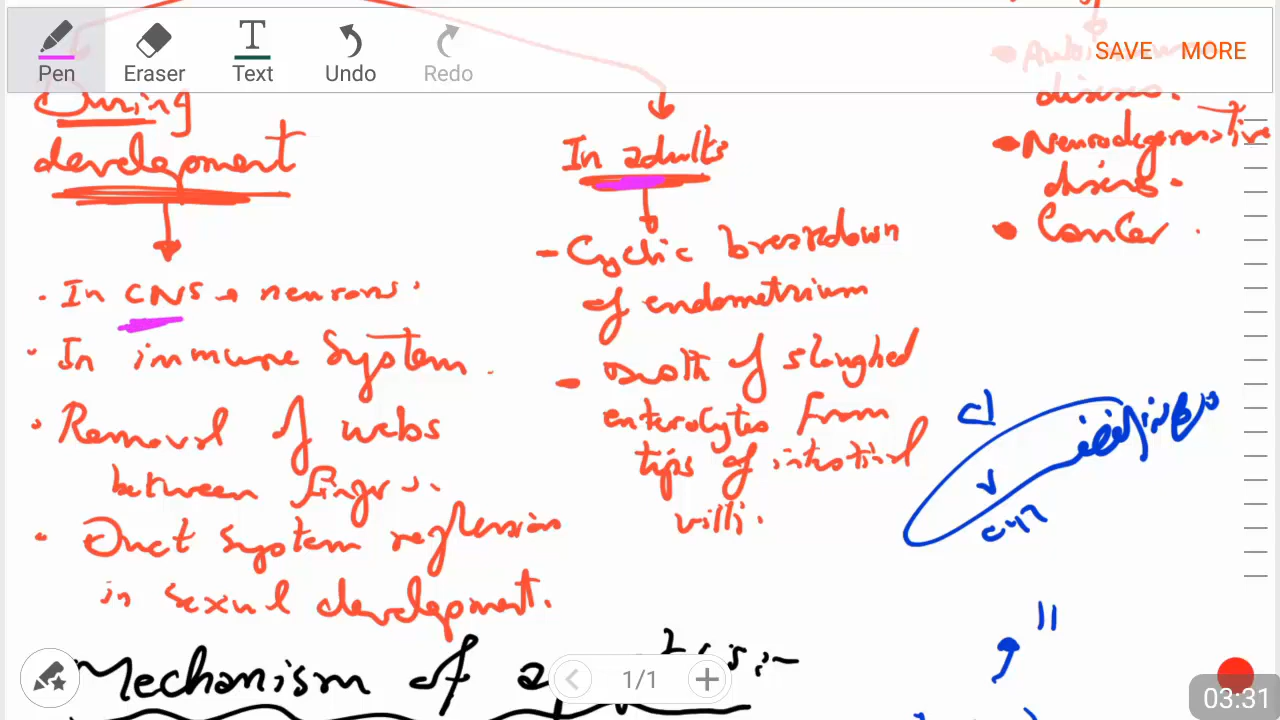 Pen
Eraser
Text
Undo
Redo
SAVE MORE
During
development
• In CNS → neurons.
• In immune System.
• Removal of webs
between fingers.
• Duct system regression
in sexual development.
In adults
- Cyclic breakdown
of endometrium
- Death of sloughed
enterocytes from
tips of intestinal
villi.
• Neurodegenerative
• Cancer.
Mechanism of
1/1
03:31